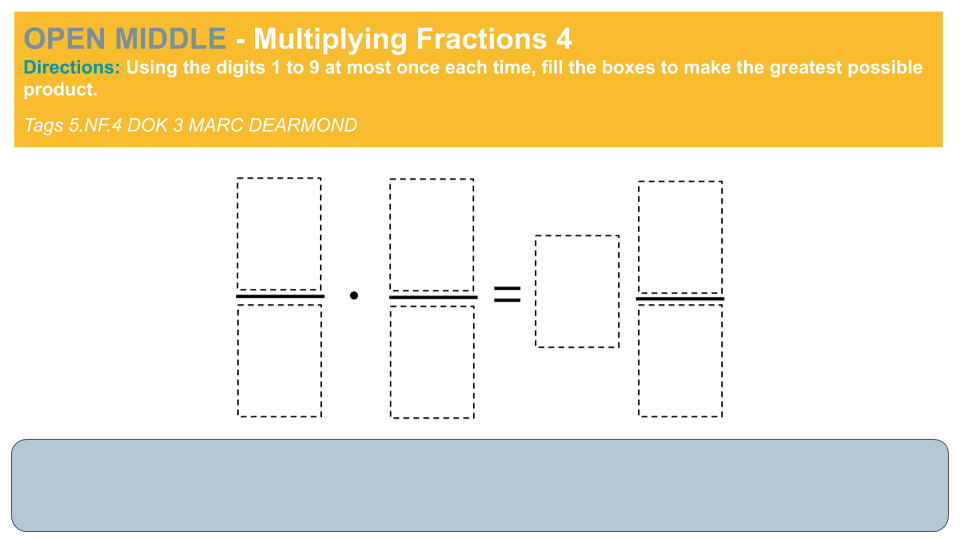 OPEN MIDDLE - Multiplying Fractions 4
Directions: Using the digits 1 to 9 at most once each time, fill the boxes to make the greatest possible
product.
Tags 5.NF.4 DOK 3 MARC DEARMOND
· =